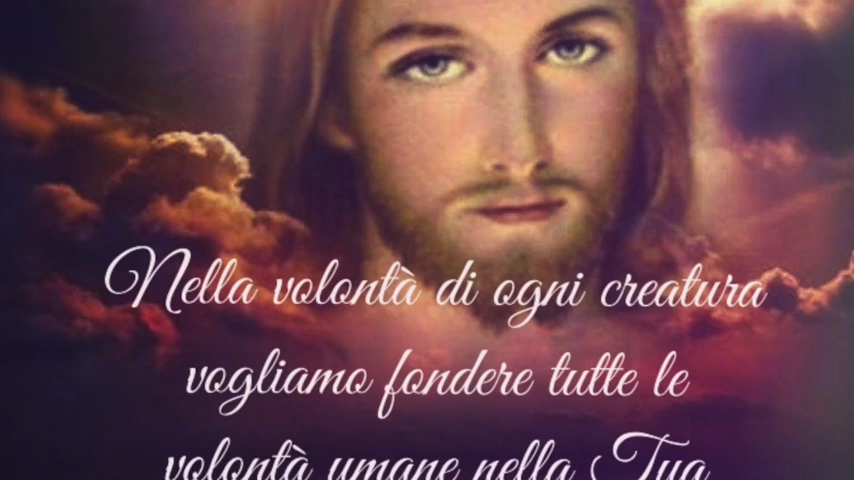 Nella volontà di ogni creatura
vogliamo fondere tutte le
volontà umane nella Tua